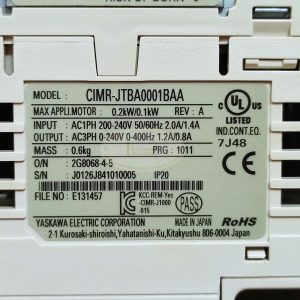 MODEL : CIMR-JTBA0001BAA
MAX APPLI.MOTOR : 0.2kW/0.1kW REV : A
INPUT : AC1PH 200-240V 50/60Hz 2.0A/1.4A
OUTPUT : AC3PH 0-240V 0-400Hz 1.2A/0.8A
MASS : 0.6kg PRG : 1011
O/N : 2G8068-4-5
S/N : J0126J841010005 IP20
FILE NO : E131457
KCC-REM-Yec
-CIMR-J1000
-015
PASS
YASKAWA ELECTRIC CORPORATION
2-1 Kurosaki-shiroishi, Yahatanishi-Ku, Kitakyushu 806-0004 Japan
C UL US
LISTED
IND.CONT.EQ.
7J48
RoHS